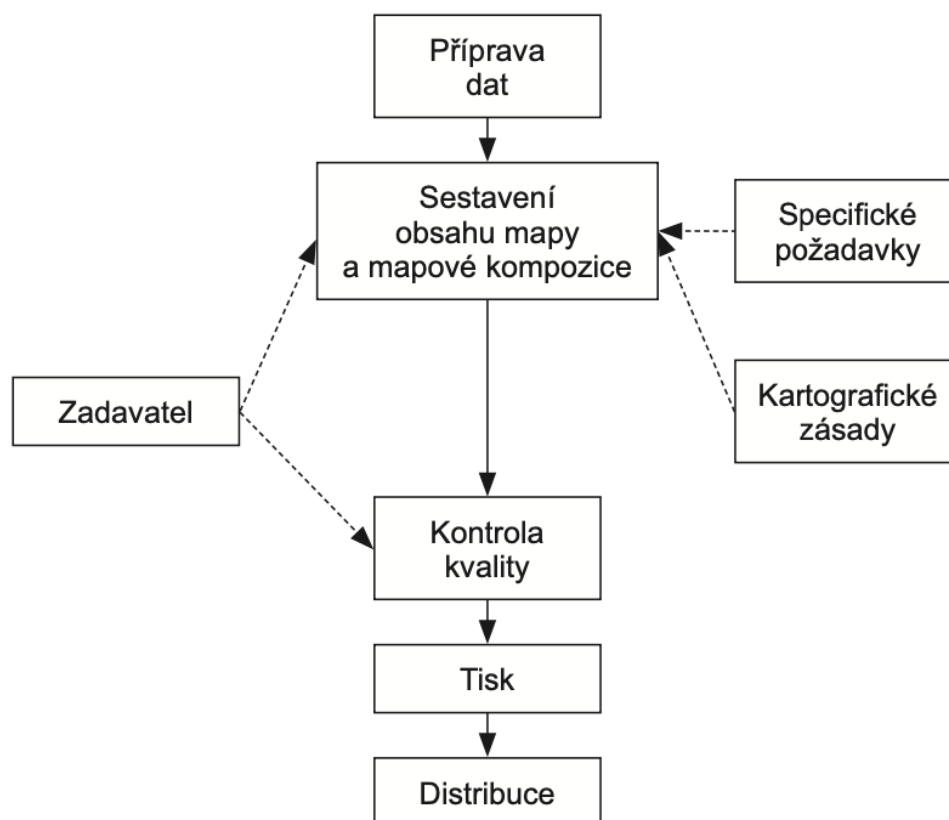 Příprava
dat
Sestavení
obsahu mapy
a mapové kompozice
Specifické
požadavky
Zadavatel
Kartografické
zásady
Kontrola
kvality
Tisk
Distribuce